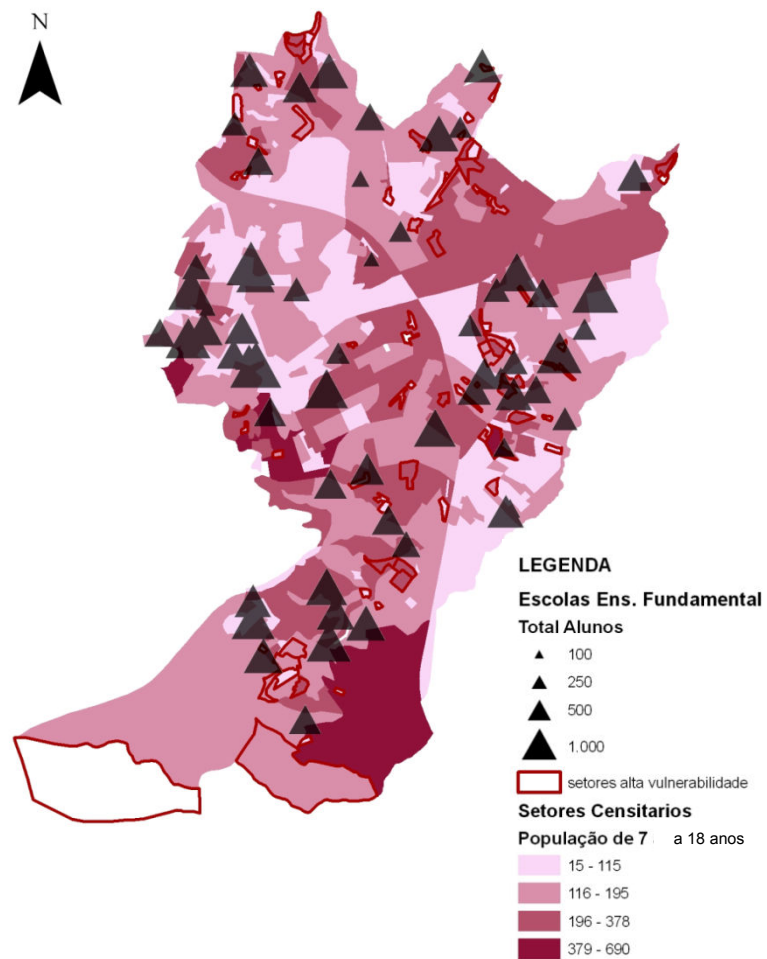 N
LEGENDA
Escolas Ens. Fundamental
Total Alunos
100
250
500
1.000
setores alta vulnerabilidade
Setores Censitarios
População de 7 a 18 anos
15 - 115
116 - 195
196 - 378
379 - 690